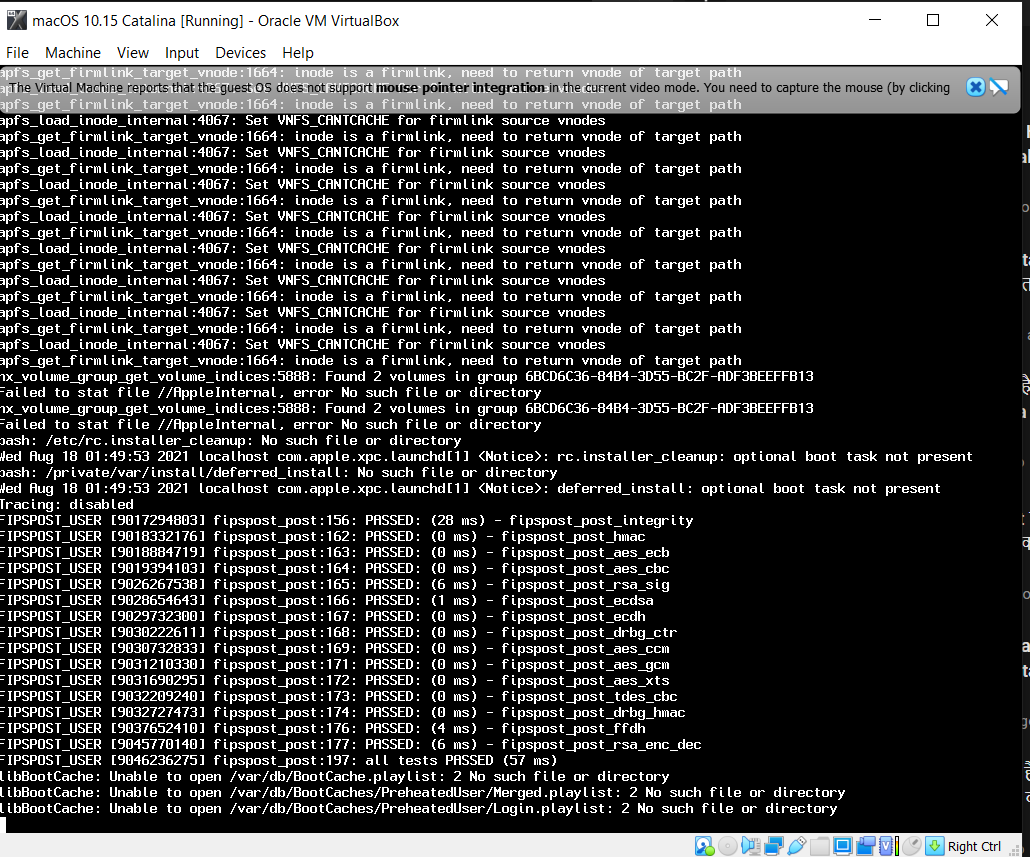 macOS 10.15 Catalina [Running] - Oracle VM VirtualBox
File Machine View Input Devices Help
apfs_get_firmlink_target_vnode:1664: inode is a firmlink, need to return vnode of target path
The Virtual Machine reports that the guest OS does not support mouse pointer integration in the current video mode. You need to capture the mouse (by clicking
apfs_get_firmlink_target_vnode:1664: inode is a firmlink, need to return vnode of target path
apfs_load_inode_internal:4067: Set VNFS_CANTCACHE for firmlink source vnodes
apfs_get_firmlink_target_vnode:1664: inode is a firmlink, need to return vnode of target path
apfs_load_inode_internal:4067: Set VNFS_CANTCACHE for firmlink source vnodes
apfs_get_firmlink_target_vnode:1664: inode is a firmlink, need to return vnode of target path
apfs_load_inode_internal:4067: Set VNFS_CANTCACHE for firmlink source vnodes
apfs_get_firmlink_target_vnode:1664: inode is a firmlink, need to return vnode of target path
apfs_load_inode_internal:4067: Set VNFS_CANTCACHE for firmlink source vnodes
apfs_get_firmlink_target_vnode:1664: inode is a firmlink, need to return vnode of target path
apfs_load_inode_internal:4067: Set VNFS_CANTCACHE for firmlink source vnodes
apfs_get_firmlink_target_vnode:1664: inode is a firmlink, need to return vnode of target path
apfs_load_inode_internal:4067: Set VNFS_CANTCACHE for firmlink source vnodes
apfs_get_firmlink_target_vnode:1664: inode is a firmlink, need to return vnode of target path
apfs_load_inode_internal:4067: Set VNFS_CANTCACHE for firmlink source vnodes
apfs_get_firmlink_target_vnode:1664: inode is a firmlink, need to return vnode of target path
apfs_load_inode_internal:4067: Set VNFS_CANTCACHE for firmlink source vnodes
apfs_get_firmlink_target_vnode:1664: inode is a firmlink, need to return vnode of target path
nx_volume_group_get_volume_indices:5888: Found 2 volumes in group 6BCD6C36-84B4-3D55-BC2F-ADF3BEEFFB13
Failed to stat file //AppleInternal, error No such file or directory
nx_volume_group_get_volume_indices:5888: Found 2 volumes in group 6BCD6C36-84B4-3D55-BC2F-ADF3BEEFFB13
Failed to stat file //AppleInternal, error No such file or directory
bash: /etc/rc.installer_cleanup: No such file or directory
Wed Aug 18 01:49:53 2021 localhost com.apple.xpc.launchd[1] <Notice>: rc.installer_cleanup: optional boot task not present
bash: /private/var/install/deferred_install: No such file or directory
Wed Aug 18 01:49:53 2021 localhost com.apple.xpc.launchd[1] <Notice>: deferred_install: optional boot task not present
Tracing: disabled
FIPSPOST_USER [9017294803] fipspost_post:156: PASSED: (28 ms) - fipspost_post_integrity
FIPSPOST_USER [9018332176] fipspost_post:162: PASSED: (0 ms) - fipspost_post_hmac
FIPSPOST_USER [9018884719] fipspost_post:163: PASSED: (0 ms) - fipspost_post_aes_ecb
FIPSPOST_USER [9019394103] fipspost_post:164: PASSED: (0 ms) - fipspost_post_aes_cbc
FIPSPOST_USER [9026267538] fipspost_post:165: PASSED: (6 ms) - fipspost_post_rsa_sig
FIPSPOST_USER [9028654643] fipspost_post:166: PASSED: (1 ms) - fipspost_post_ecdsa
FIPSPOST_USER [9029732300] fipspost_post:167: PASSED: (0 ms) - fipspost_post_ecdh
FIPSPOST_USER [9030222611] fipspost_post:168: PASSED: (0 ms) - fipspost_post_drbg_ctr
FIPSPOST_USER [9030732833] fipspost_post:169: PASSED: (0 ms) - fipspost_post_aes_ccm
FIPSPOST_USER [9031210330] fipspost_post:171: PASSED: (0 ms) - fipspost_post_aes_gcm
FIPSPOST_USER [9031690295] fipspost_post:172: PASSED: (0 ms) - fipspost_post_aes_xts
FIPSPOST_USER [9032209240] fipspost_post:173: PASSED: (0 ms) - fipspost_post_tdes_cbc
FIPSPOST_USER [9032727473] fipspost_post:174: PASSED: (0 ms) - fipspost_post_drbg_hmac
FIPSPOST_USER [9037652410] fipspost_post:176: PASSED: (4 ms) - fipspost_post_ffdh
FIPSPOST_USER [9045770140] fipspost_post:177: PASSED: (6 ms) - fipspost_post_rsa_enc_dec
FIPSPOST_USER [9046236275] fipspost_post:197: all tests PASSED (57 ms)
libBootCache: Unable to open /var/db/BootCache.playlist: 2 No such file or directory
libBootCache: Unable to open /var/db/BootCaches/PreheatedUser/Merged.playlist: 2 No such file or directory
libBootCache: Unable to open /var/db/BootCaches/PreheatedUser/Login.playlist: 2 No such file or directory
Right Ctrl